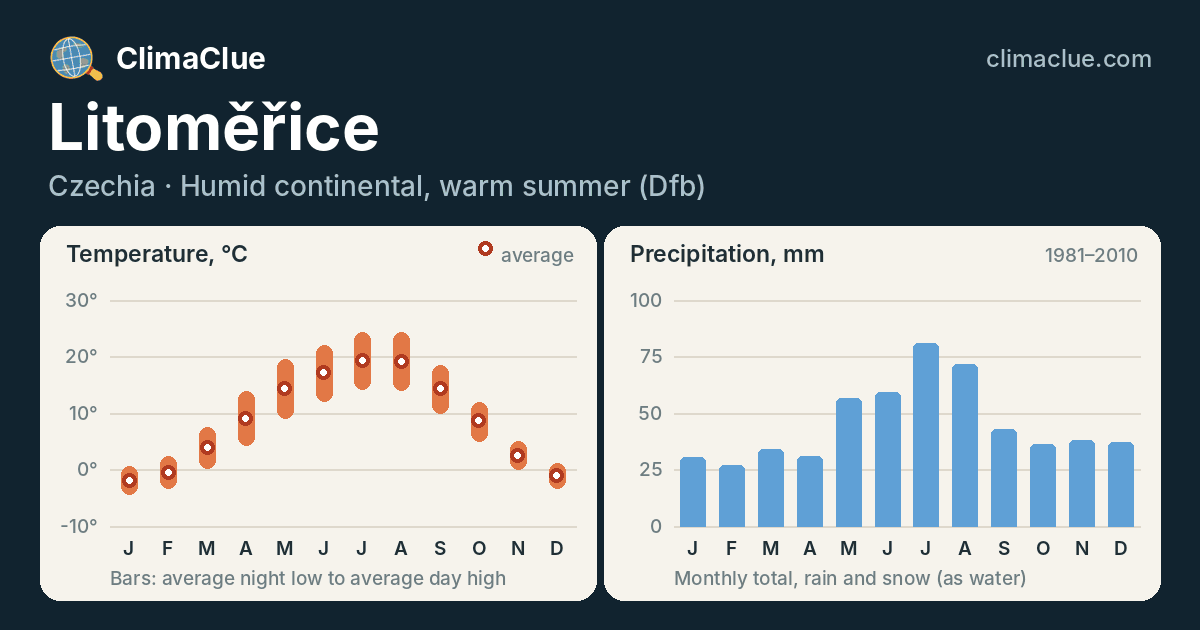 ClimaClue
climaclue.com
Litoměřice
Czechia · Humid continental, warm summer (Dfb)
Temperature, °C
average
30°
20°
10°
0°
-10°
J F M A M J J A S O N D
Bars: average night low to average day high
Precipitation, mm
1981–2010
100
75
50
25
0
J F M A M J J A S O N D
Monthly total, rain and snow (as water)